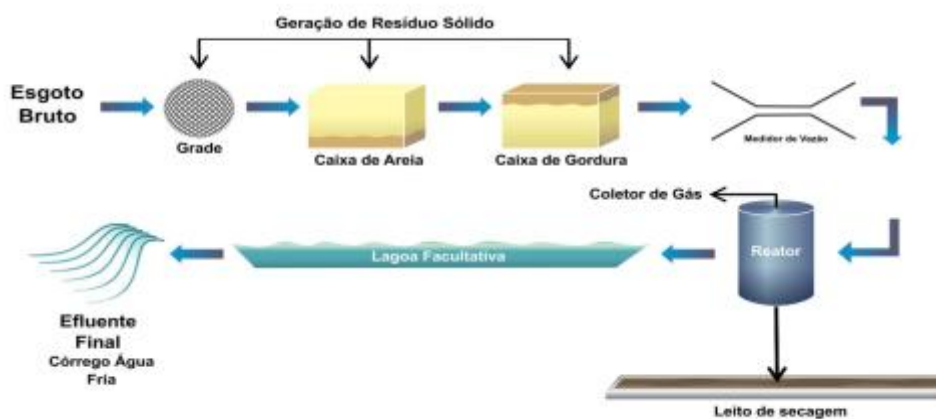 Geração de Resíduo Sólido
Esgoto
Bruto
Grade
Caixa de Areia
Caixa de Gordura
Medidor de Vazão
Coletor de Gás
Reator
Lagoa Facultativa
Efluente
Final
Córrego Água
Fria
Leito de secagem